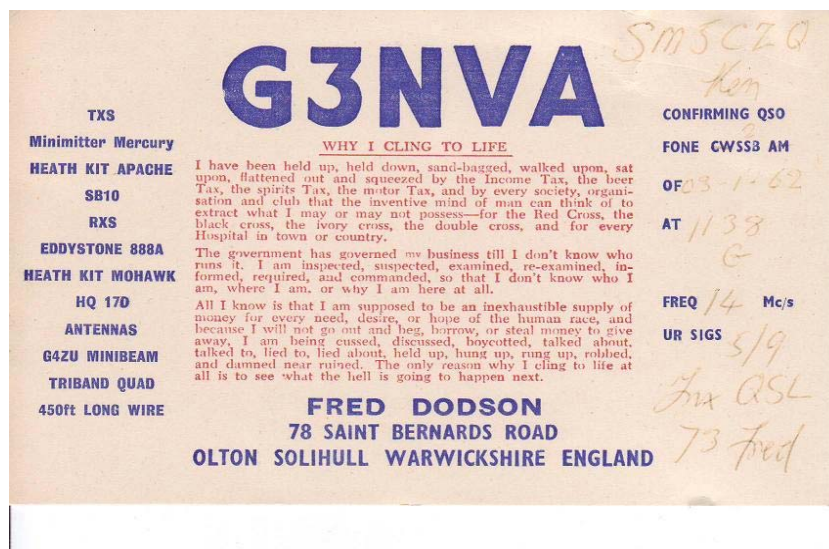 G3NVA
TXS
Minimitter Mercury
HEATH KIT APACHE
SB10
RXS
EDDYSTONE 888A
HEATH KIT MOHAWK
HQ 17D
ANTENNAS
G4ZU MINIBEAM
TRIBAND QUAD
450ft LONG WIRE
WHY I CLING TO LIFE
I have been held up, held down, sand-bagged, walked upon, sat
upon, flattened out and squeezed by the Income Tax, the beer
Tax, the spirits Tax, the motor Tax, and by every society, organi-
sation and club that the inventive mind of man can think of to
extract what I may or may not possess—for the Red Cross, the
black cross, the ivory cross, the double cross, and for every
Hospital in town or country.
The government has governed my business till I don't know who
runs it. I am inspected, suspected, examined, re-examined, in-
formed, required, and commanded, so that I don't know who I
am, where I am, or why I am here at all.
All I know is that I am supposed to be an inexhaustible supply of
money for every need, desire, or hope of the human race, and
because I will not go out and beg, borrow, or steal money to give
away, I am being cussed, discussed, boycotted, talked about,
talked to, lied to, lied about, held up, hung up, rung up, robbed,
and damned near ruined. The only reason why I cling to life at
all is to see what the hell is going to happen next.
FRED DODSON
78 SAINT BERNARDS ROAD
OLTON SOLIHULL WARWICKSHIRE ENGLAND
SM5CZQ
Ken
CONFIRMING QSO
2
FONE CWSSB AM
OF 03-1-62
AT 1138
G
FREQ 14 Mc/s
UR SIGS 5/9
Tnx QSL
73 Fred